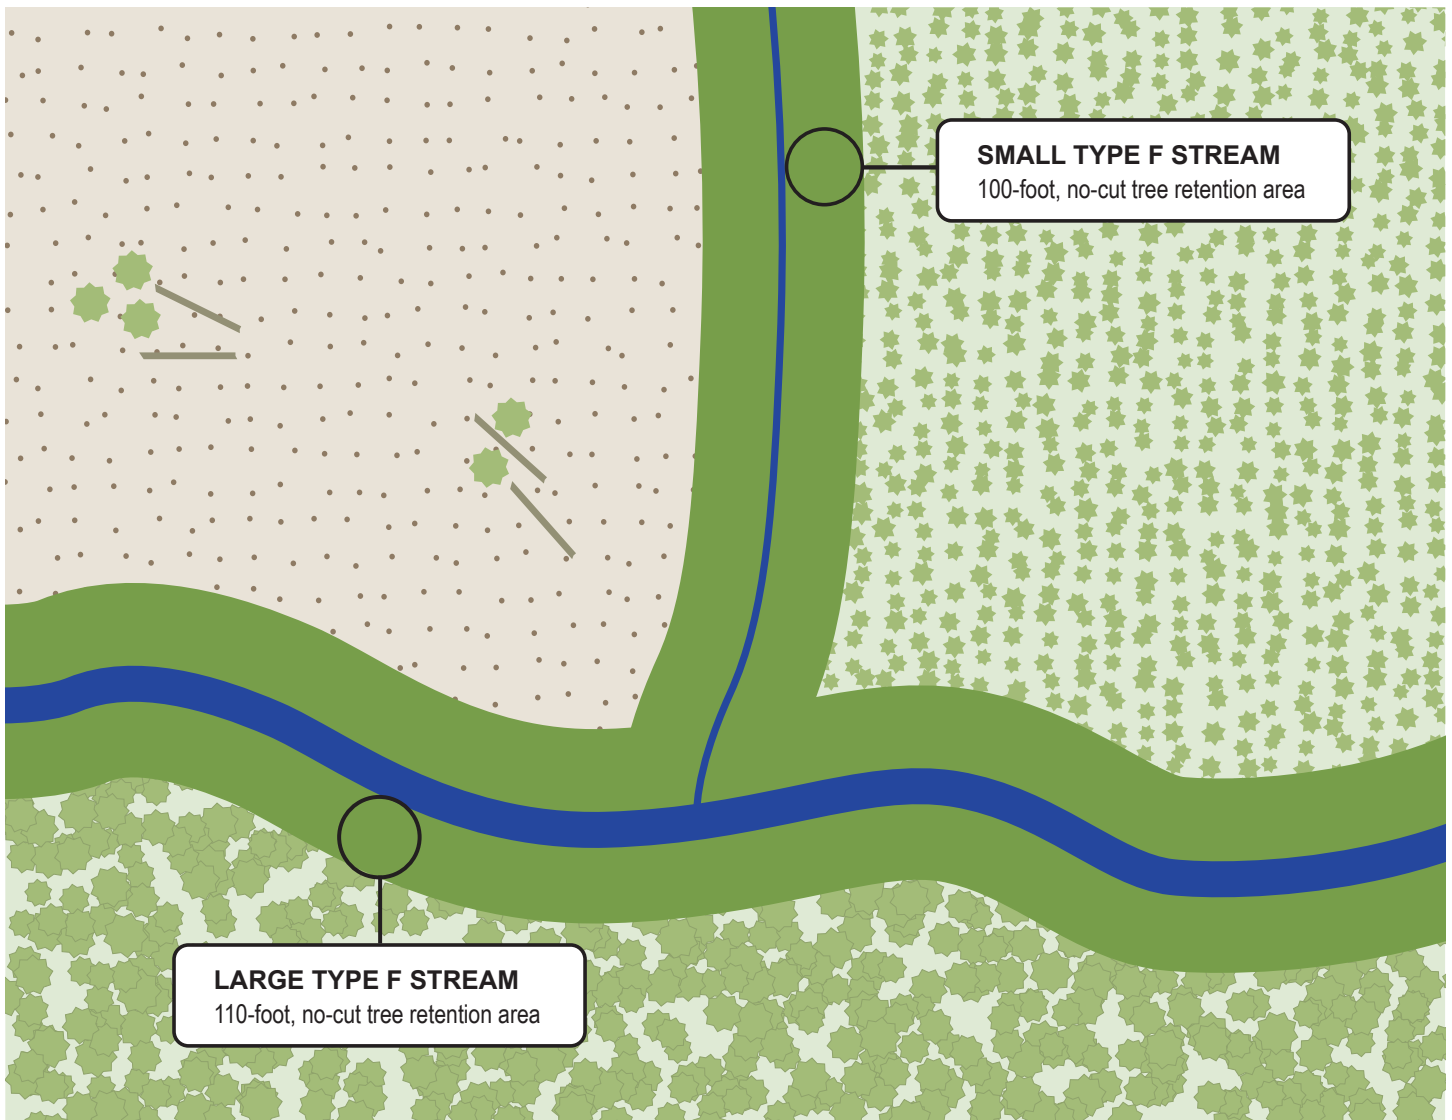 SMALL TYPE F STREAM
100-foot, no-cut tree retention area
LARGE TYPE F STREAM
110-foot, no-cut tree retention area